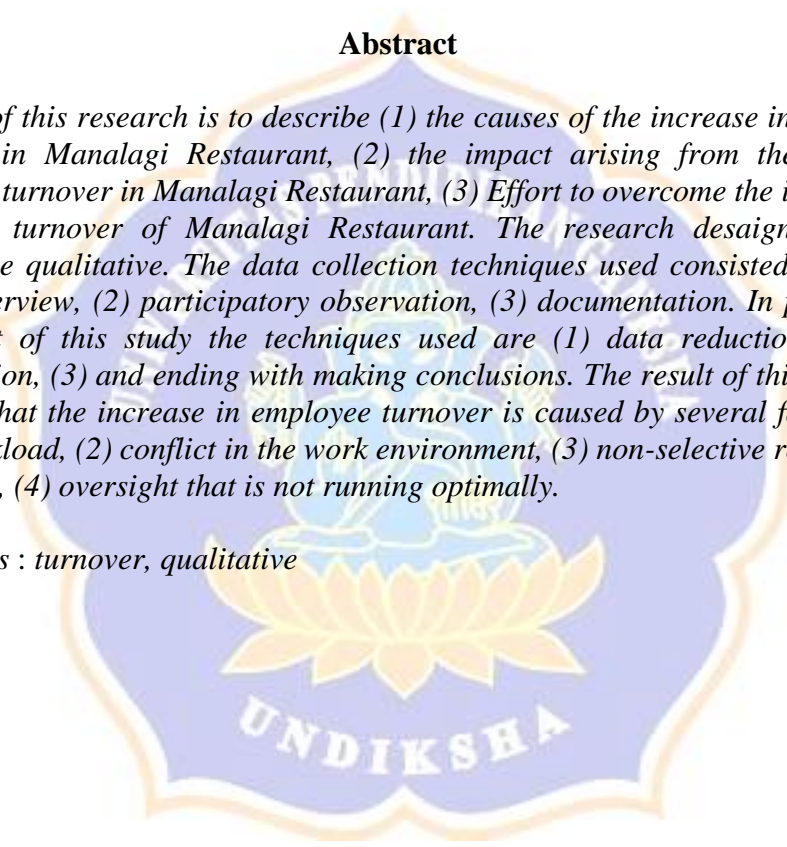 Abstract
of this research is to describe (1) the causes of the increase in
in Manalagi Restaurant, (2) the impact arising from the
turnover in Manalagi Restaurant, (3) Effort to overcome the i
turnover of Manalagi Restaurant. The research desaign
e qualitative. The data collection techniques used consisted
erview, (2) participatory observation, (3) documentation. In p
t of this study the techniques used are (1) data reductio
ion, (3) and ending with making conclusions. The result of thi
hat the increase in employee turnover is caused by several f
kload, (2) conflict in the work environment, (3) non-selective r
, (4) oversight that is not running optimally.
s : turnover, qualitative
UNIVERSITAS PENDIDIKAN GANESHA
UNDIKSHA